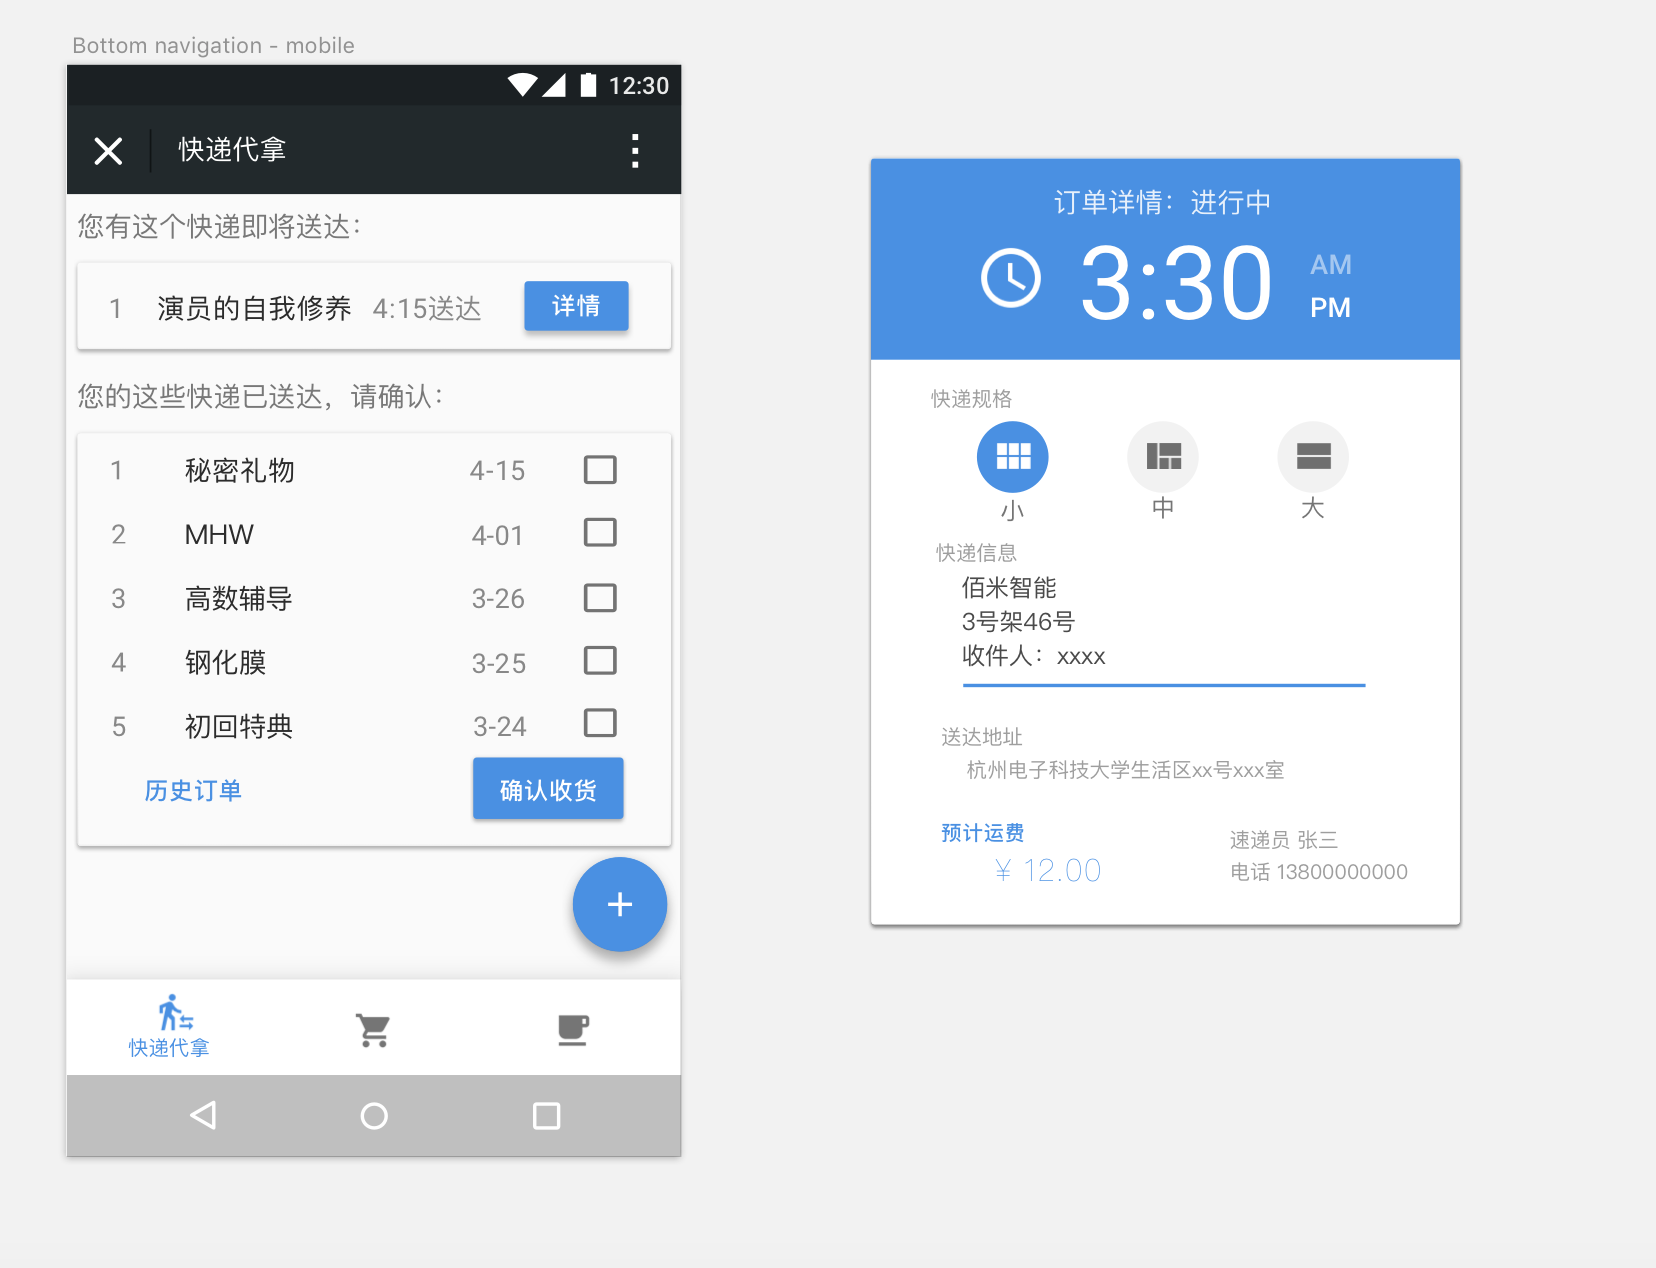 Bottom navigation - mobile
12:30
快递代拿
您有这个快递即将送达：
1 演员的自我修养 4:15送达 详情
您的这些快递已送达，请确认：
1 秘密礼物 4-15
2 MHW 4-01
3 高数辅导 3-26
4 钢化膜 3-25
5 初回特典 3-24
历史订单 确认收货
快递代拿
订单详情：进行中
3:30 AM PM
快递规格
小 中 大
快递信息
佰米智能
3号架46号
收件人：xxxx
送达地址
杭州电子科技大学生活区xx号xxx室
预计运费
¥ 12.00
速递员 张三
电话 13800000000